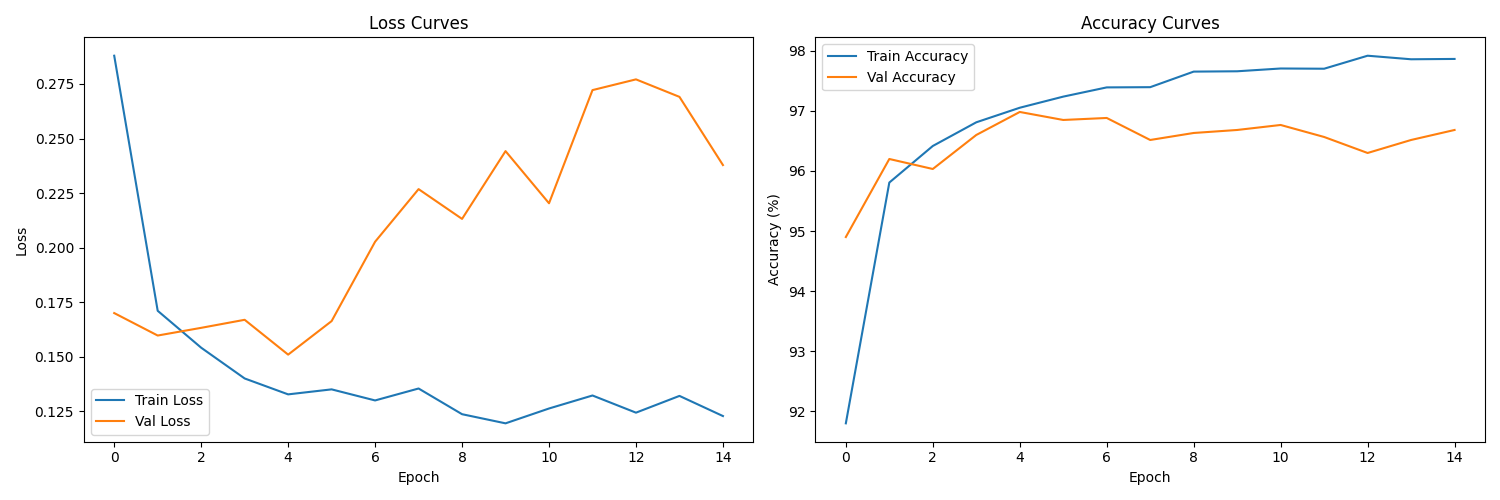 Loss Curves
0.275
0.250
0.225
0.200
0.175
0.150
0.125
Loss
Train Loss
Val Loss
0 2 4 6 8 10 12 14
Epoch
Accuracy Curves
Train Accuracy
Val Accuracy
98
97
96
95
94
93
92
Accuracy (%)
0 2 4 6 8 10 12 14
Epoch